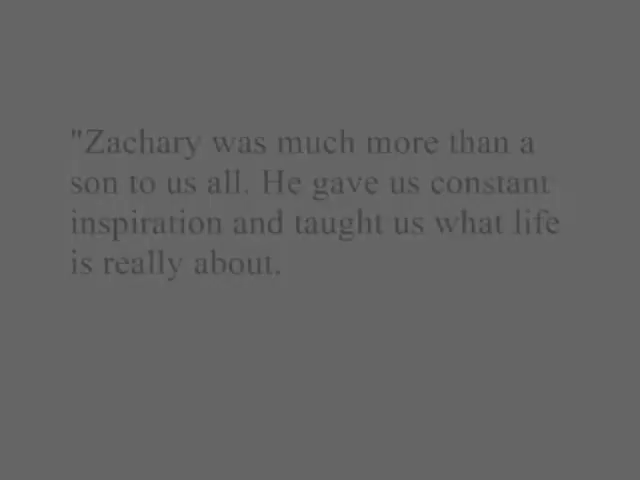 "Zachary was much more than a
son to us all. He gave us constant
inspiration and taught us what life
is really about.